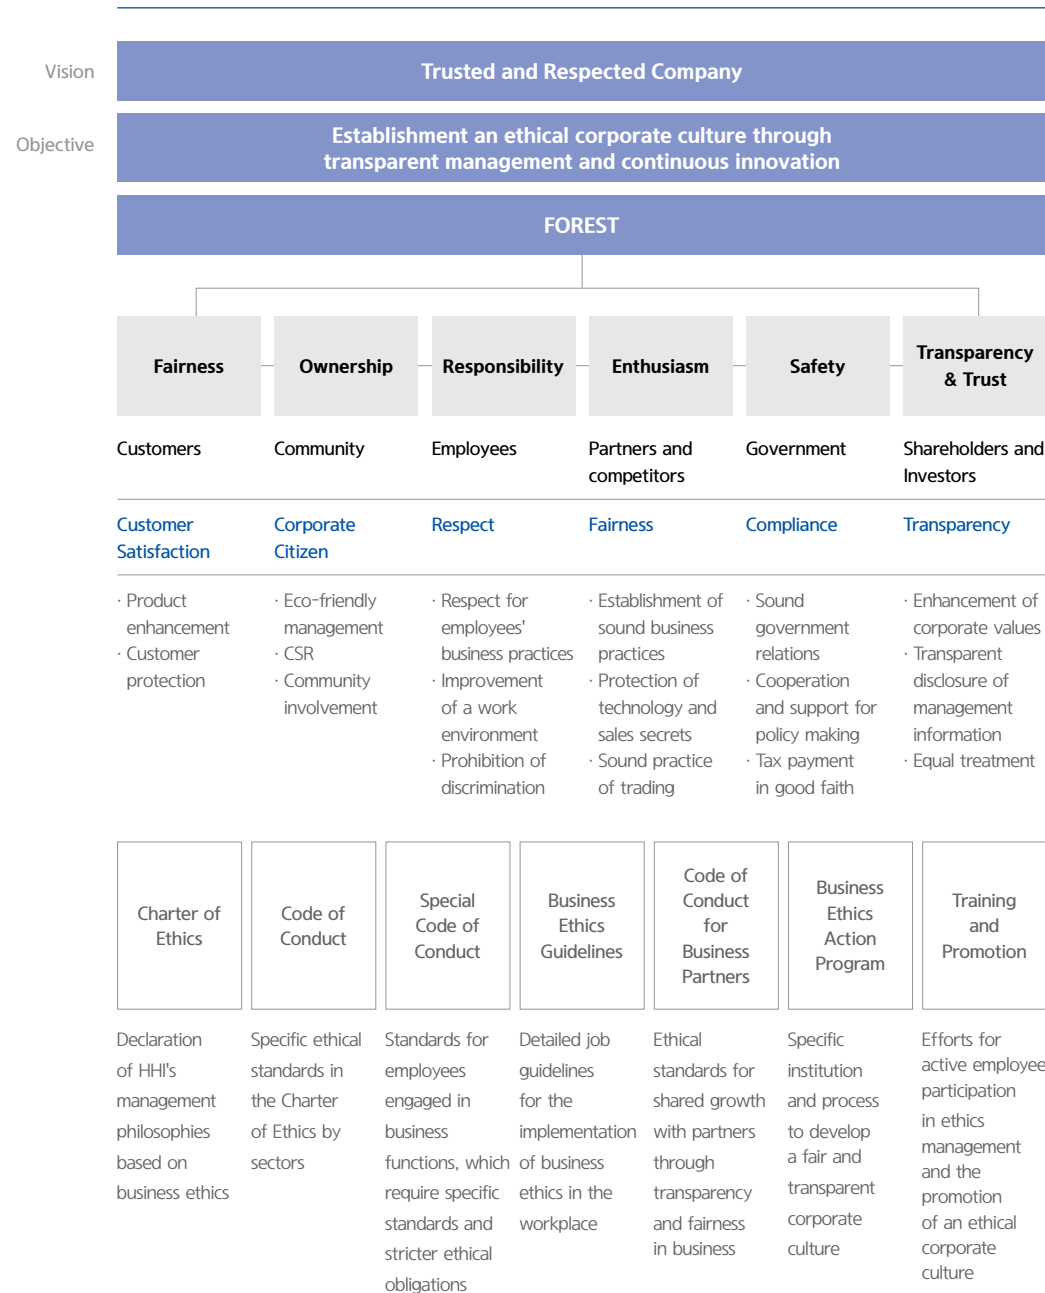 Vision
Trusted and Respected Company
Objective
Establishment an ethical corporate culture through
transparent management and continuous innovation
FOREST
Fairness
Ownership
Responsibility
Enthusiasm
Safety
Transparency
& Trust
Customers
Community
Employees
Partners and
competitors
Government
Shareholders and
Investors
Customer
Satisfaction
Corporate
Citizen
Respect
Fairness
Compliance
Transparency
· Product
enhancement
· Customer
protection
· Eco-friendly
management
· CSR
· Community
involvement
· Respect for
employees'
business practices
· Improvement
of a work
environment
· Prohibition of
discrimination
· Establishment of
sound business
practices
· Protection of
technology and
sales secrets
· Sound practice
of trading
· Sound
government
relations
· Cooperation
and support for
policy making
· Tax payment
in good faith
· Enhancement of
corporate values
· Transparent
disclosure of
management
information
· Equal treatment
Charter of
Ethics
Code of
Conduct
Special
Code of
Conduct
Business
Ethics
Guidelines
Code of
Conduct
for
Business
Partners
Business
Ethics
Action
Program
Training
and
Promotion
Declaration
of HHI's
management
philosophies
based on
business ethics
Specific ethical
standards in
the Charter
of Ethics by
sectors
Standards for
employees
engaged in
business
functions, which
require specific
standards and
stricter ethical
obligations
Detailed job
guidelines
for the
implementation
of business
ethics in the
workplace
Ethical
standards for
shared growth
with partners
through
transparency
and fairness
in business
Specific
institution
and process
to develop
a fair and
transparent
corporate
culture
Efforts for
active employee
participation
in ethics
management
and the
promotion
of an ethical
corporate
culture